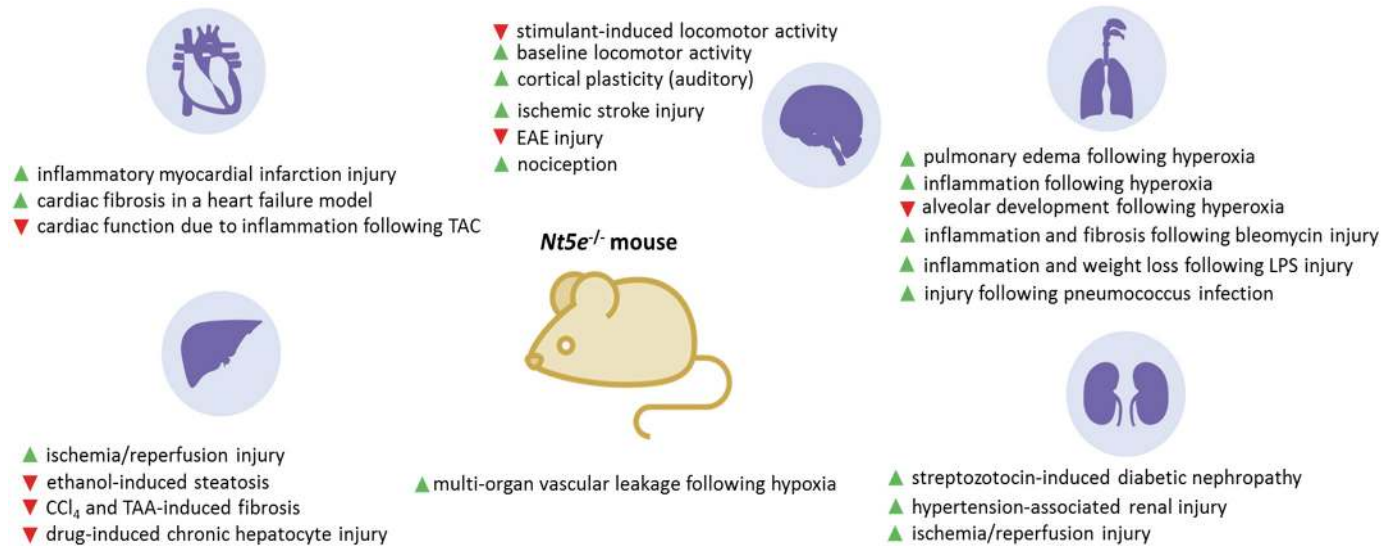 ▼ stimulant-induced locomotor activity
▲ baseline locomotor activity
▲ cortical plasticity (auditory)
▲ ischemic stroke injury
▼ EAE injury
▲ nociception
▲ inflammatory myocardial infarction injury
▲ cardiac fibrosis in a heart failure model
▼ cardiac function due to inflammation following TAC
▲ pulmonary edema following hyperoxia
▲ inflammation following hyperoxia
▼ alveolar development following hyperoxia
▲ inflammation and fibrosis following bleomycin injury
▲ inflammation and weight loss following LPS injury
▲ injury following pneumococcus infection
Nt5e⁻/⁻ mouse
▲ ischemia/reperfusion injury
▼ ethanol-induced steatosis
▼ CCl₄ and TAA-induced fibrosis
▼ drug-induced chronic hepatocyte injury
▲ multi-organ vascular leakage following hypoxia
▲ streptozotocin-induced diabetic nephropathy
▲ hypertension-associated renal injury
▲ ischemia/reperfusion injury